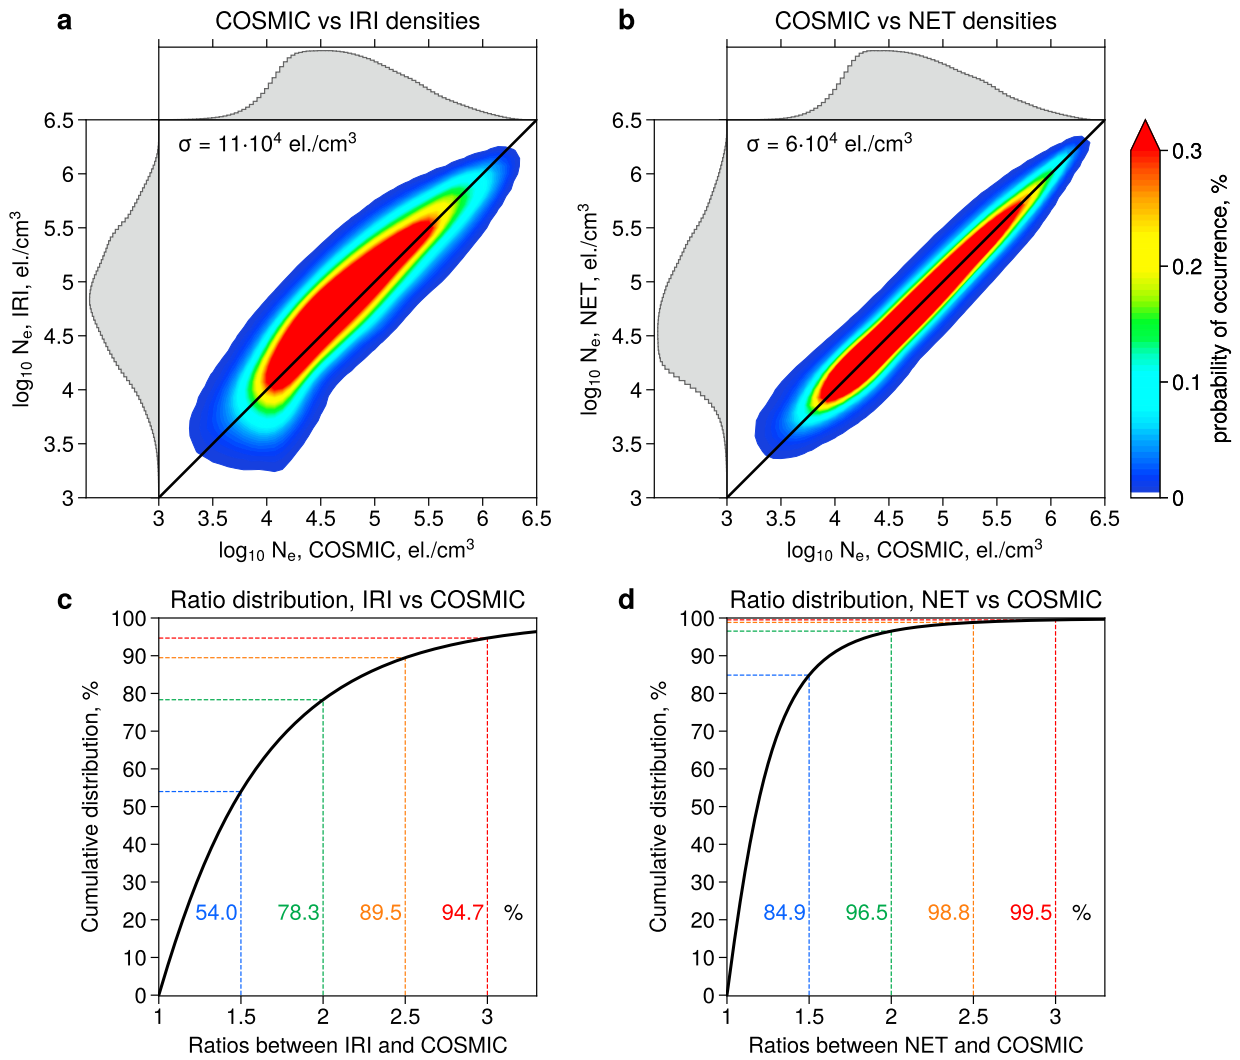 a COSMIC vs IRI densities
6.5
6
5.5
5
4.5
4
3.5
3
log₁₀ Nₑ, IRI, el./cm³
σ = 11·10⁴ el./cm³
3 3.5 4 4.5 5 5.5 6 6.5
log₁₀ Nₑ, COSMIC, el./cm³
b COSMIC vs NET densities
6.5
6
5.5
5
4.5
4
3.5
3
log₁₀ Nₑ, NET, el./cm³
σ = 6·10⁴ el./cm³
3 3.5 4 4.5 5 5.5 6 6.5
log₁₀ Nₑ, COSMIC, el./cm³
0.3
0.2
0.1
0
probability of occurrence, %
c Ratio distribution, IRI vs COSMIC
100
90
80
70
60
50
40
30
20
10
0
Cumulative distribution, %
54.0 78.3 89.5 94.7 %
1 1.5 2 2.5 3
Ratios between IRI and COSMIC
d Ratio distribution, NET vs COSMIC
100
90
80
70
60
50
40
30
20
10
0
Cumulative distribution, %
84.9 96.5 98.8 99.5 %
1 1.5 2 2.5 3
Ratios between NET and COSMIC